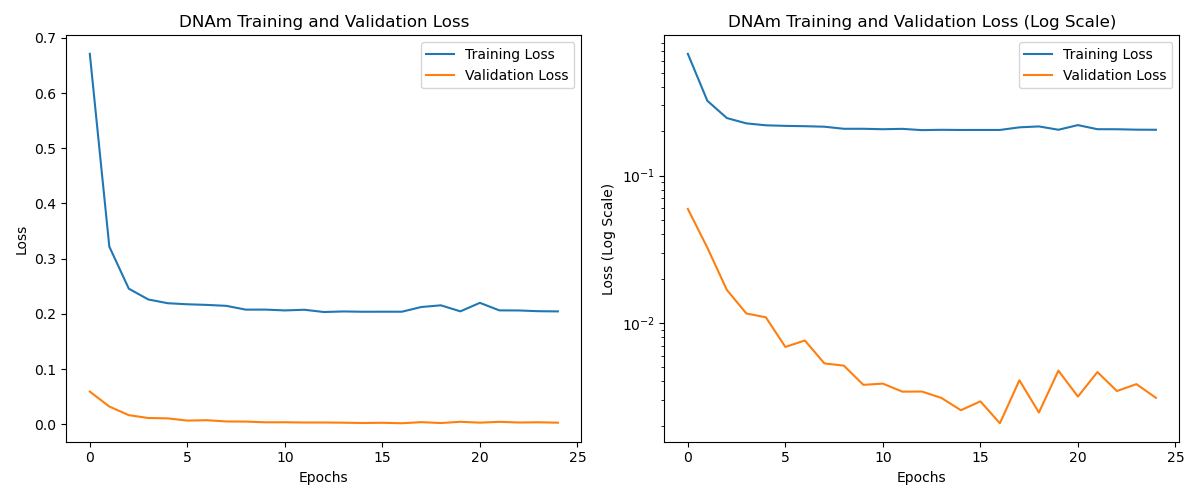 DNAm Training and Validation Loss
Training Loss
Validation Loss
0.7
0.6
0.5
0.4
0.3
0.2
0.1
0.0
Loss
0
5
10
15
20
25
Epochs
DNAm Training and Validation Loss (Log Scale)
Training Loss
Validation Loss
10⁻¹
10⁻²
Loss (Log Scale)
0
5
10
15
20
25
Epochs